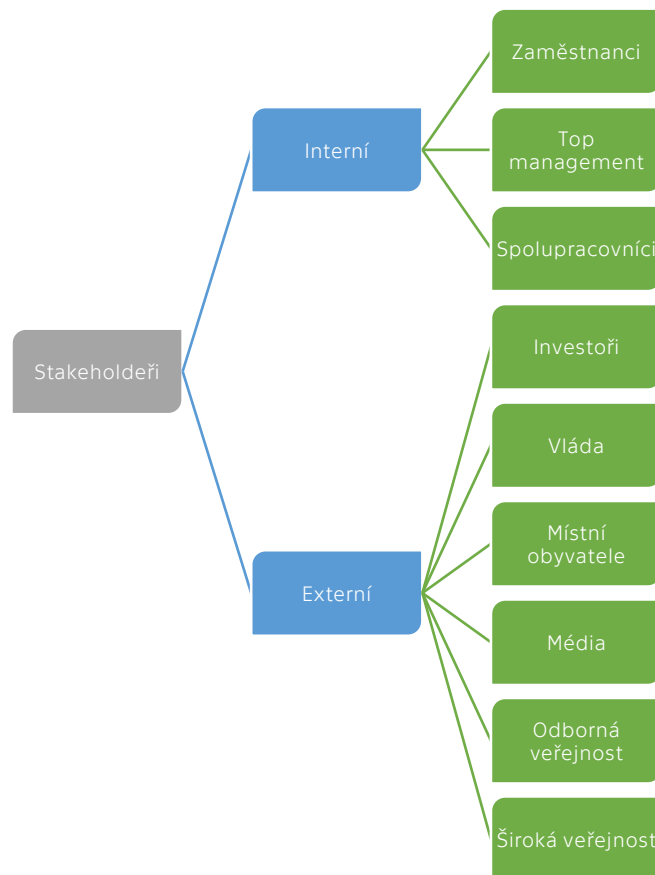 Stakeholdeři
Interní
Zaměstnanci
Top
management
Spolupracovníci
Externí
Investoři
Vláda
Místní
obyvatele
Média
Odborná
veřejnost
Široká veřejnost